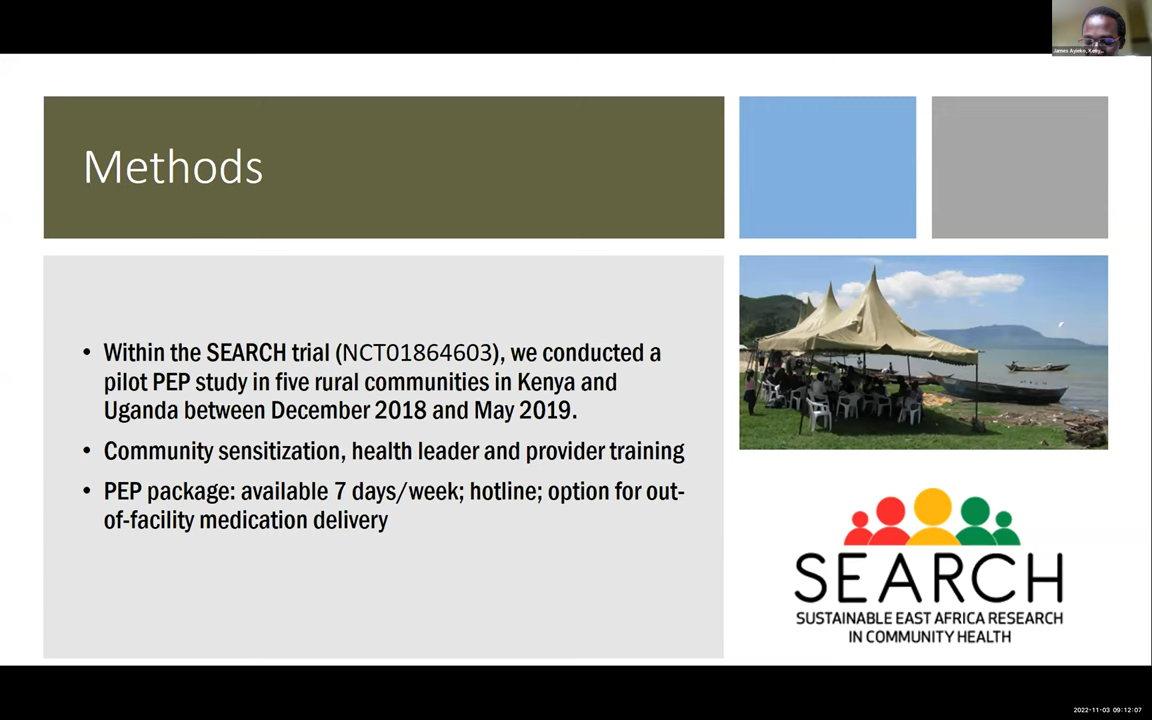 James Ayieko, Keny...
Methods
• Within the SEARCH trial (NCT01864603), we conducted a
pilot PEP study in five rural communities in Kenya and
Uganda between December 2018 and May 2019.
• Community sensitization, health leader and provider training
• PEP package: available 7 days/week; hotline; option for out-
of-facility medication delivery
SEARCH
SUSTAINABLE EAST AFRICA RESEARCH
IN COMMUNITY HEALTH
2022-11-03 09:12:07